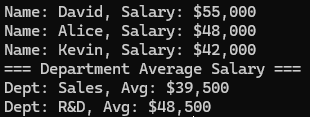 Name: David, Salary: $55,000
Name: Alice, Salary: $48,000
Name: Kevin, Salary: $42,000
=== Department Average Salary ===
Dept: Sales, Avg: $39,500
Dept: R&D, Avg: $48,500